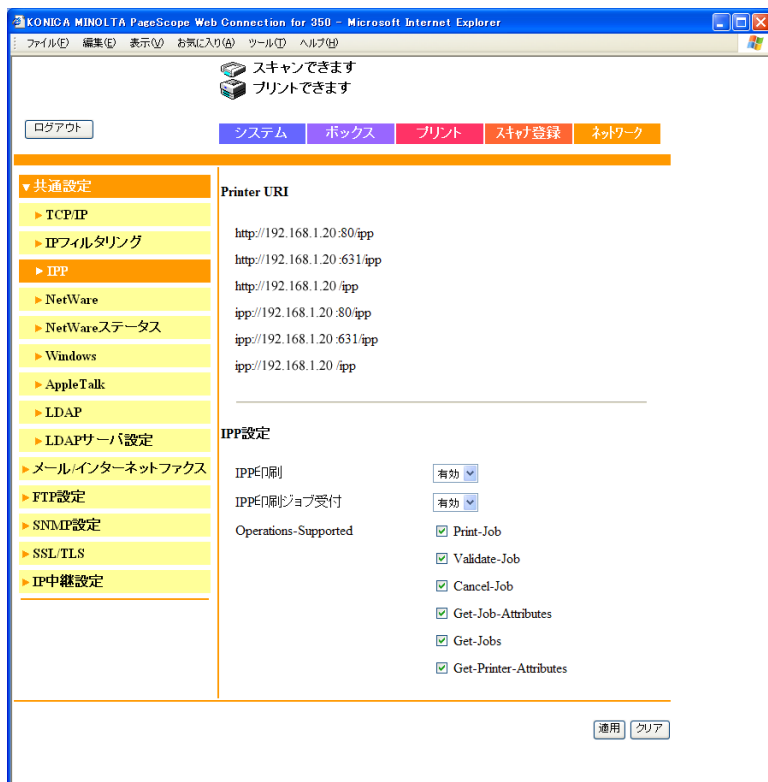 KONICA MINOLTA PageScope Web Connection for 350 - Microsoft Internet Explorer
ファイル(F) 編集(E) 表示(V) お気に入り(A) ツール(T) ヘルプ(H)
スキャンできます
プリントできます
ログアウト
システム ボックス プリント スキャナ登録 ネットワーク
▼共通設定
►TCP/IP
►IPフィルタリング
►IPP
►NetWare
►NetWareステータス
►Windows
►AppleTalk
►LDAP
►LDAPサーバ設定
►メール/インターネットファクス
►FTP設定
►SNMP設定
►SSL/TLS
►IP中継設定
Printer URI
http://192.168.1.20 :80/ipp
http://192.168.1.20 :631/ipp
http://192.168.1.20 /ipp
ipp://192.168.1.20 :80/ipp
ipp://192.168.1.20 :631/ipp
ipp://192.168.1.20 /ipp
IPP設定
IPP印刷 有効
IPP印刷ジョブ受付 有効
Operations-Supported Print-Job
Validate-Job
Cancel-Job
Get-Job-Attributes
Get-Jobs
Get-Printer-Attributes
適用 クリア